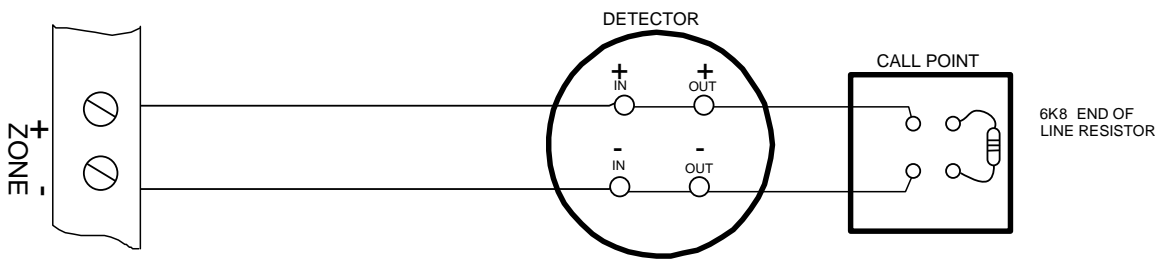 DETECTOR
CALL POINT
+ +
IN OUT
6K8 END OF
LINE RESISTOR
+
ZONE
-
- -
IN OUT